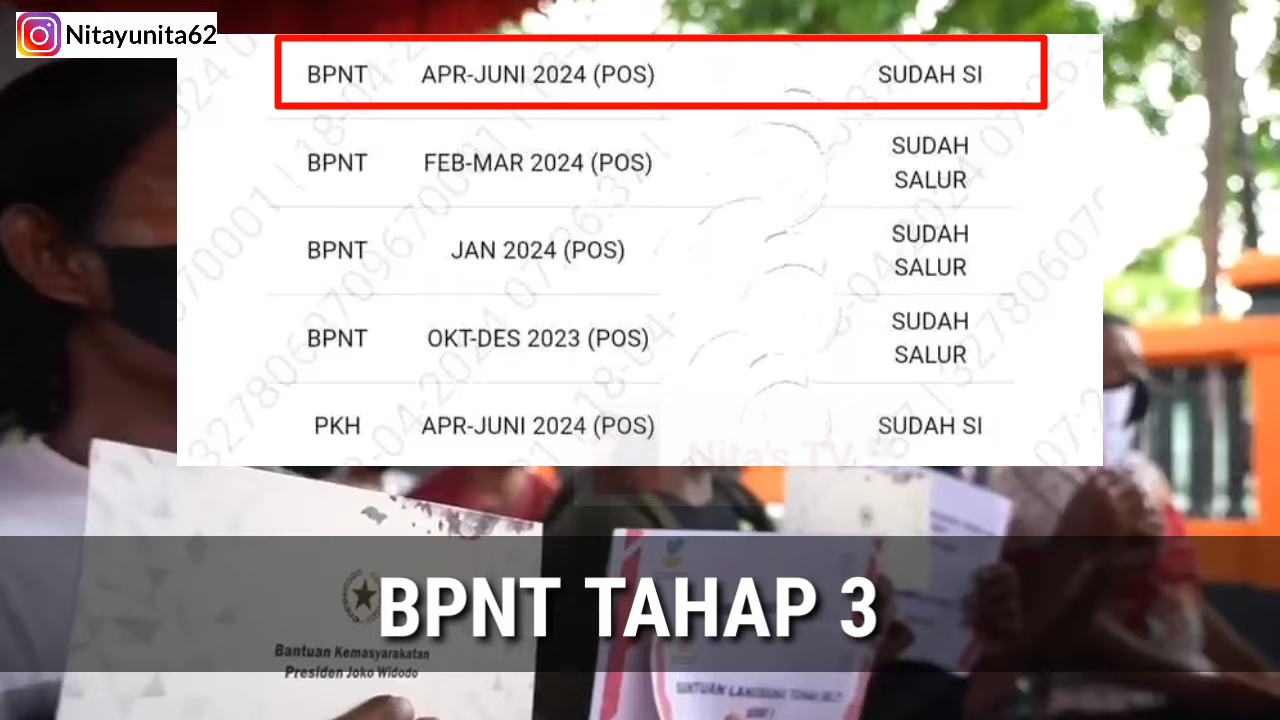 Nitayunita62
BPNT APR-JUNI 2024 (POS) SUDAH SI
BPNT FEB-MAR 2024 (POS) SUDAH
SALUR
BPNT JAN 2024 (POS) SUDAH
SALUR
BPNT OKT-DES 2023 (POS) SUDAH
SALUR
PKH APR-JUNI 2024 (POS) SUDAH SI
Nita's TV
BPNT TAHAP 3
Bantuan Kemasyarakatan
Presiden Joko Widodo